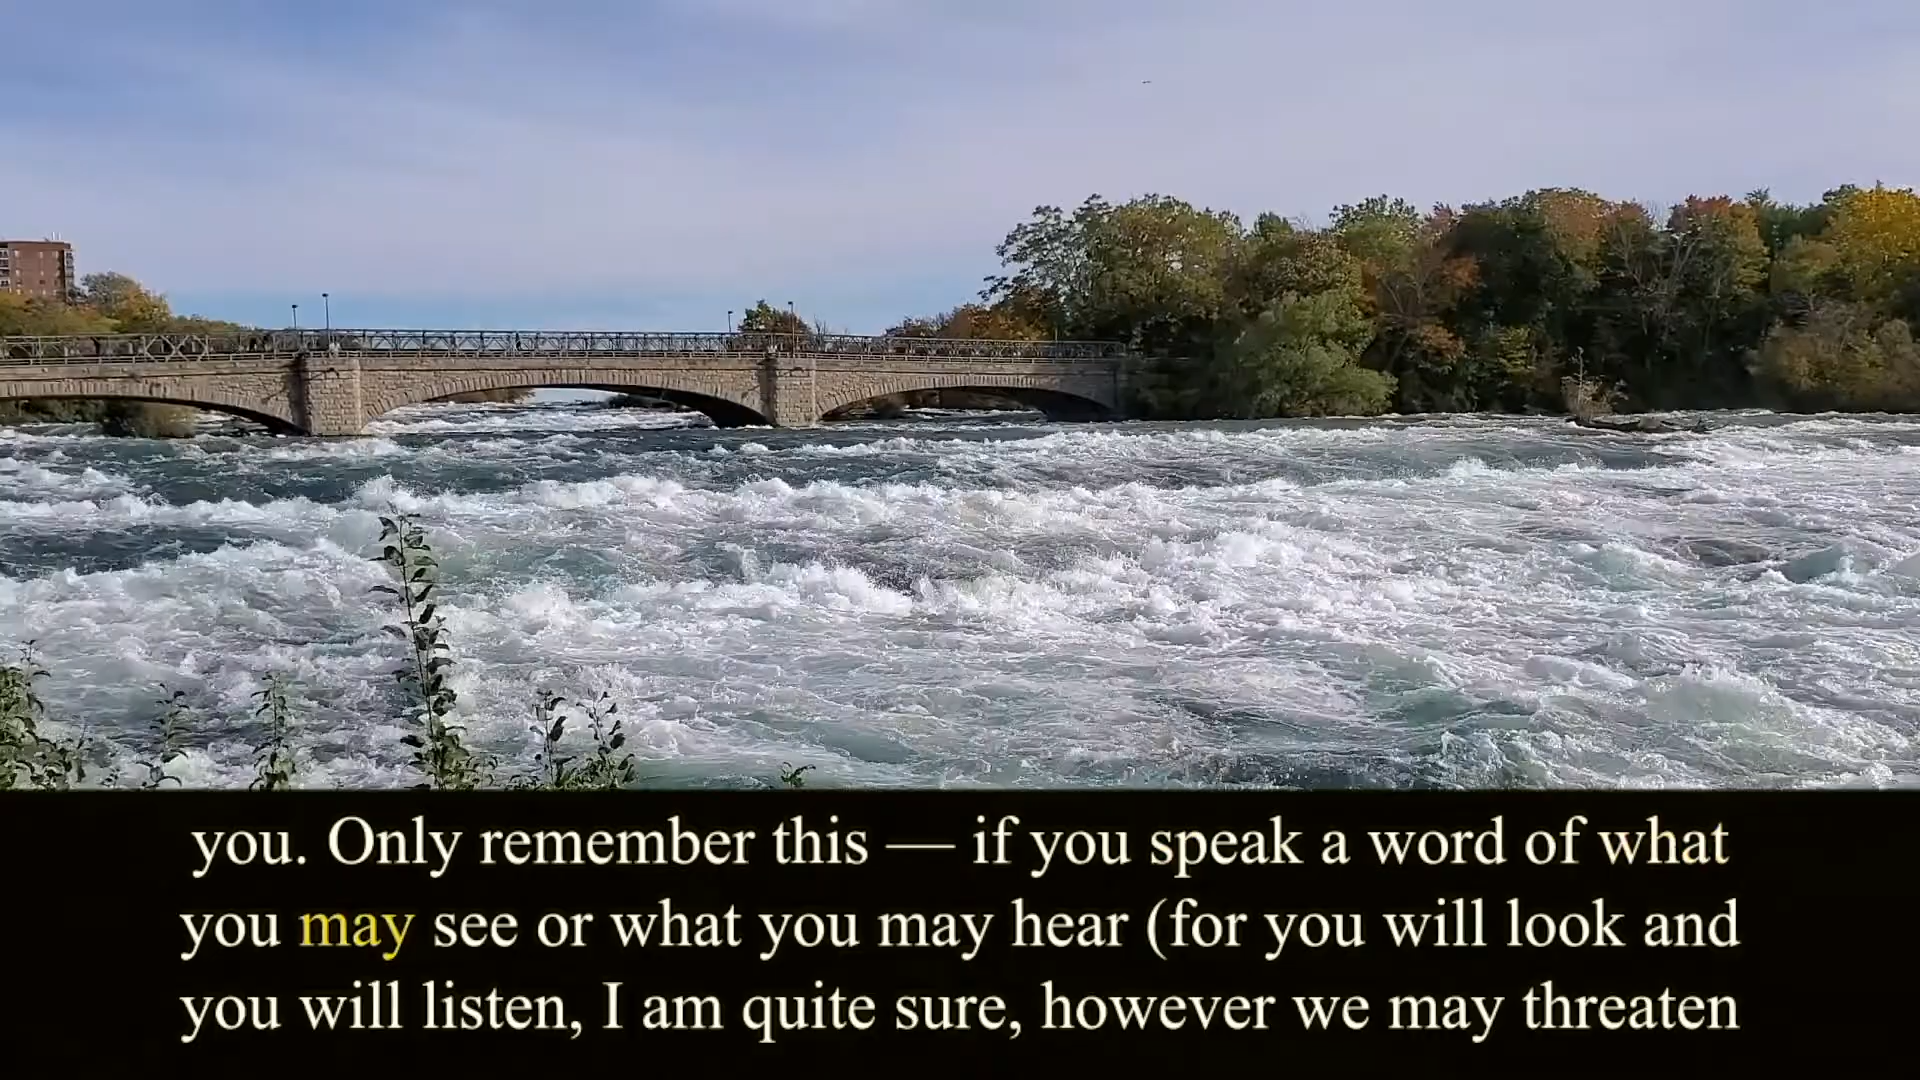 you. Only remember this — if you speak a word of what
you may see or what you may hear (for you will look and
you will listen, I am quite sure, however we may threaten